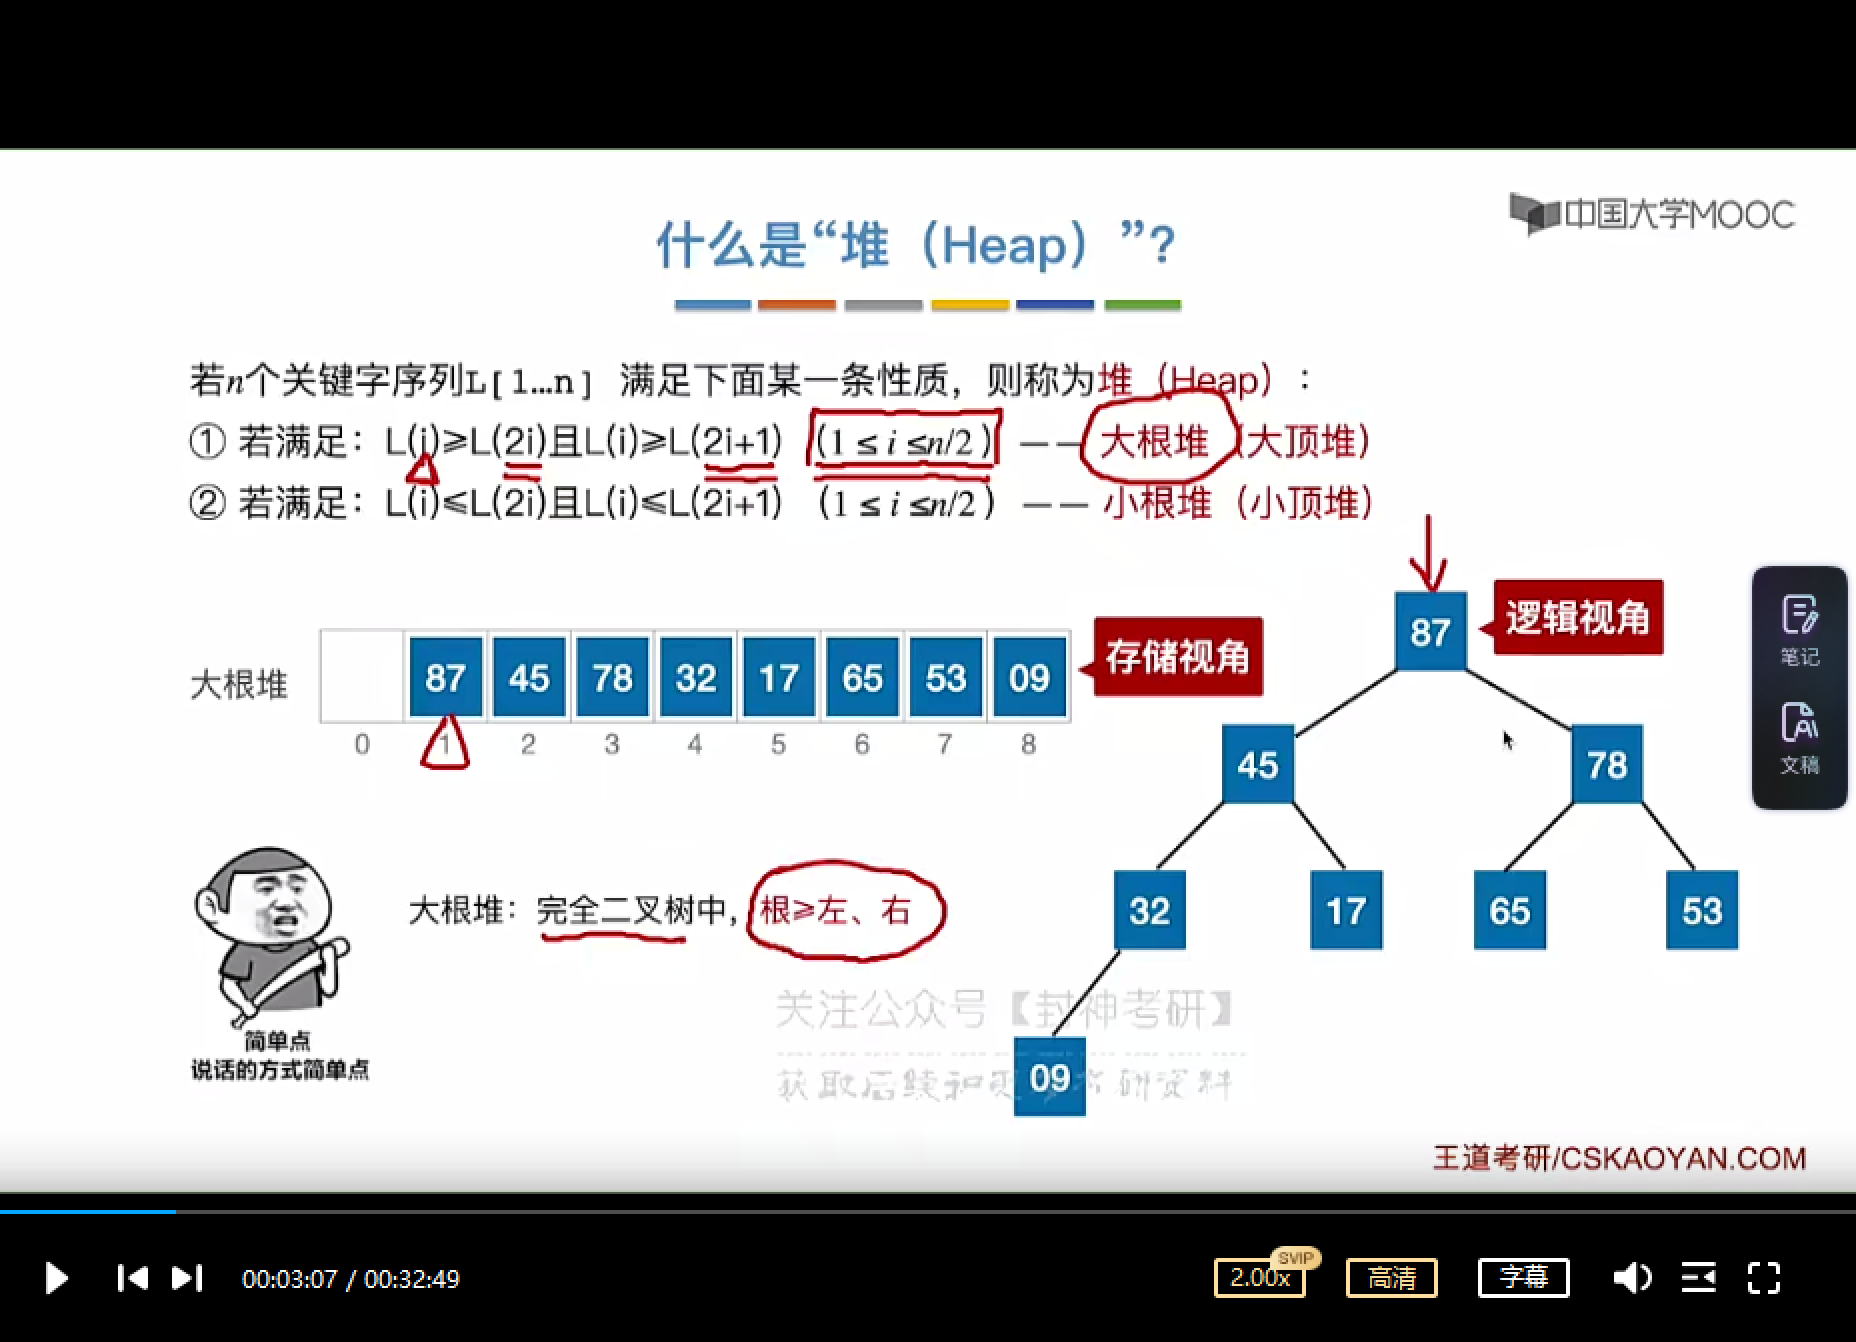 中国大学MOOC
什么是“堆（Heap）”?
若n个关键字序列L[1…n] 满足下面某一条性质，则称为堆（Heap）：
① 若满足：L(i)≥L(2i)且L(i)≥L(2i+1) (1 ≤ i ≤n/2 ) —— 大根堆（大顶堆）
② 若满足：L(i)≤L(2i)且L(i)≤L(2i+1) (1 ≤ i ≤n/2 ) —— 小根堆（小顶堆）
87 逻辑视角
大根堆 87 45 78 32 17 65 53 09 存储视角
0 1 2 3 4 5 6 7 8
45 78
32 17 65 53
09
笔记
文稿
大根堆：完全二叉树中，根≥左、右
简单点
说话的方式简单点
关注公众号【封神考研】
获取后续和更 考研资料
王道考研/CSKAOYAN.COM
00:03:07 / 00:32:49 2.00x SVIP 高清 字幕